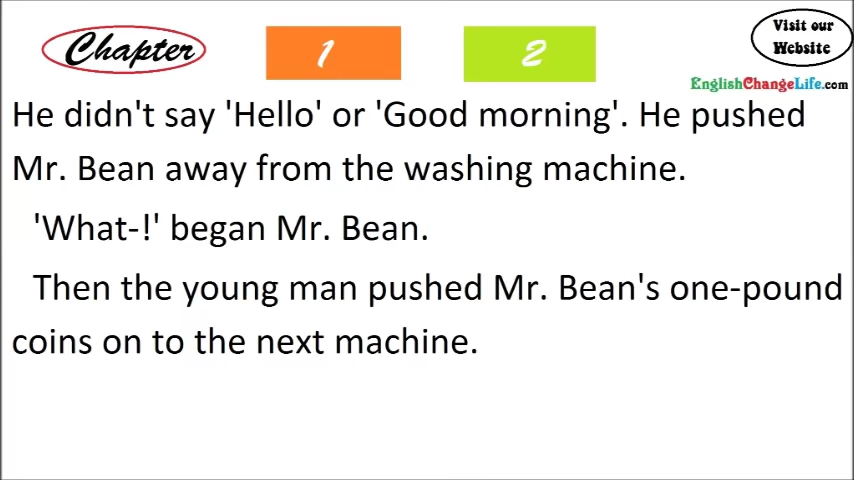 Chapter
1
2
Visit our
Website
EnglishChangeLife.com
He didn't say 'Hello' or 'Good morning'. He pushed
Mr. Bean away from the washing machine.
'What-!' began Mr. Bean.
Then the young man pushed Mr. Bean's one-pound
coins on to the next machine.